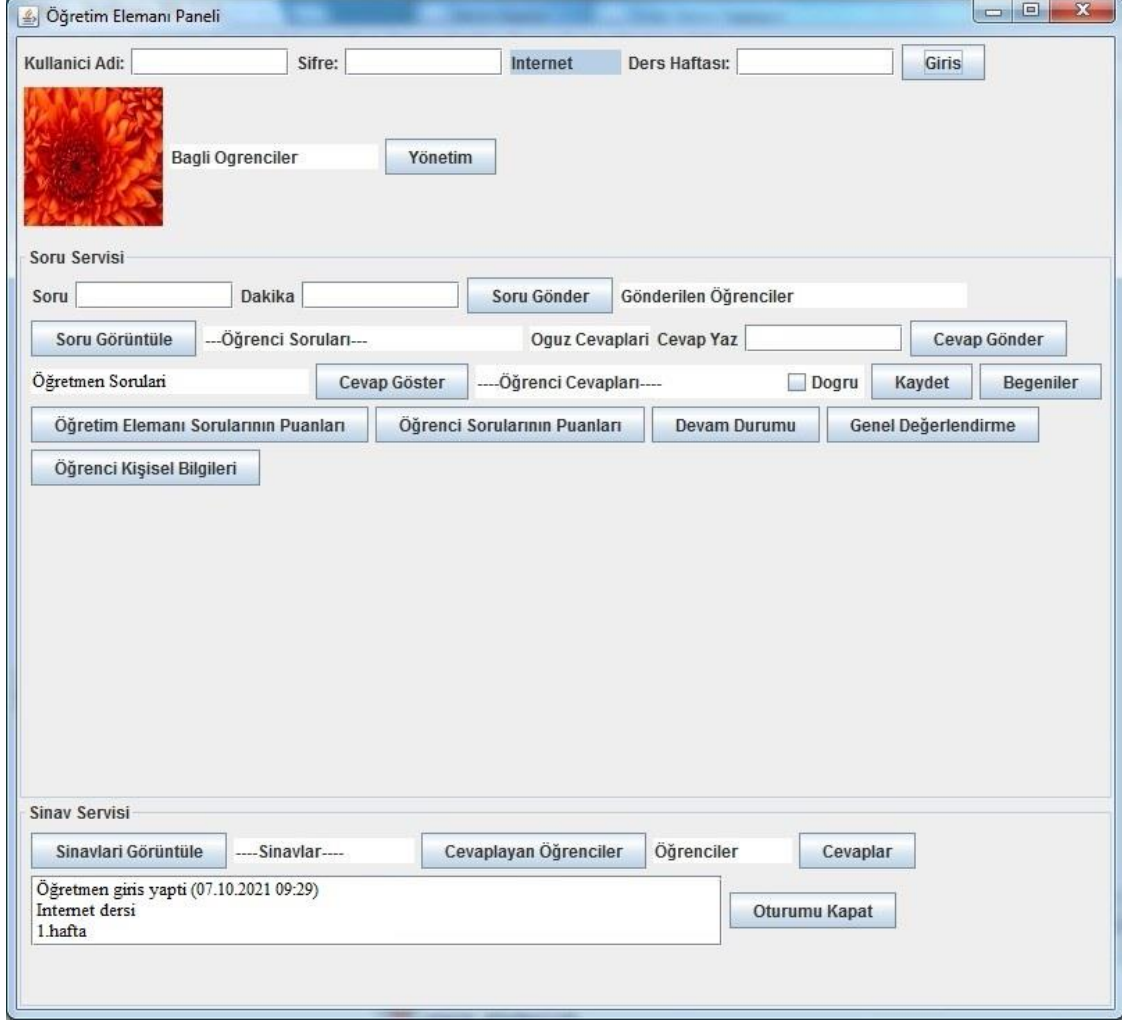 Öğretim Elemanı Paneli
Kullanici Adi: Sifre: Internet Ders Haftası: Giris
Bagli Ogrenciler Yönetim
Soru Servisi
Soru Dakika Soru Gönder Gönderilen Öğrenciler
Soru Görüntüle ---Öğrenci Soruları--- Oguz Cevaplari Cevap Yaz Cevap Gönder
Öğretmen Sorulari Cevap Göster ----Öğrenci Cevapları---- Dogru Kaydet Begeniler
Öğretim Elemanı Sorularının Puanları Öğrenci Sorularının Puanları Devam Durumu Genel Değerlendirme
Öğrenci Kişisel Bilgileri
Sinav Servisi
Sinavlari Görüntüle ----Sinavlar---- Cevaplayan Öğrenciler Öğrenciler Cevaplar
Öğretmen giris yapti (07.10.2021 09:29)
Internet dersi
1.hafta
Oturumu Kapat